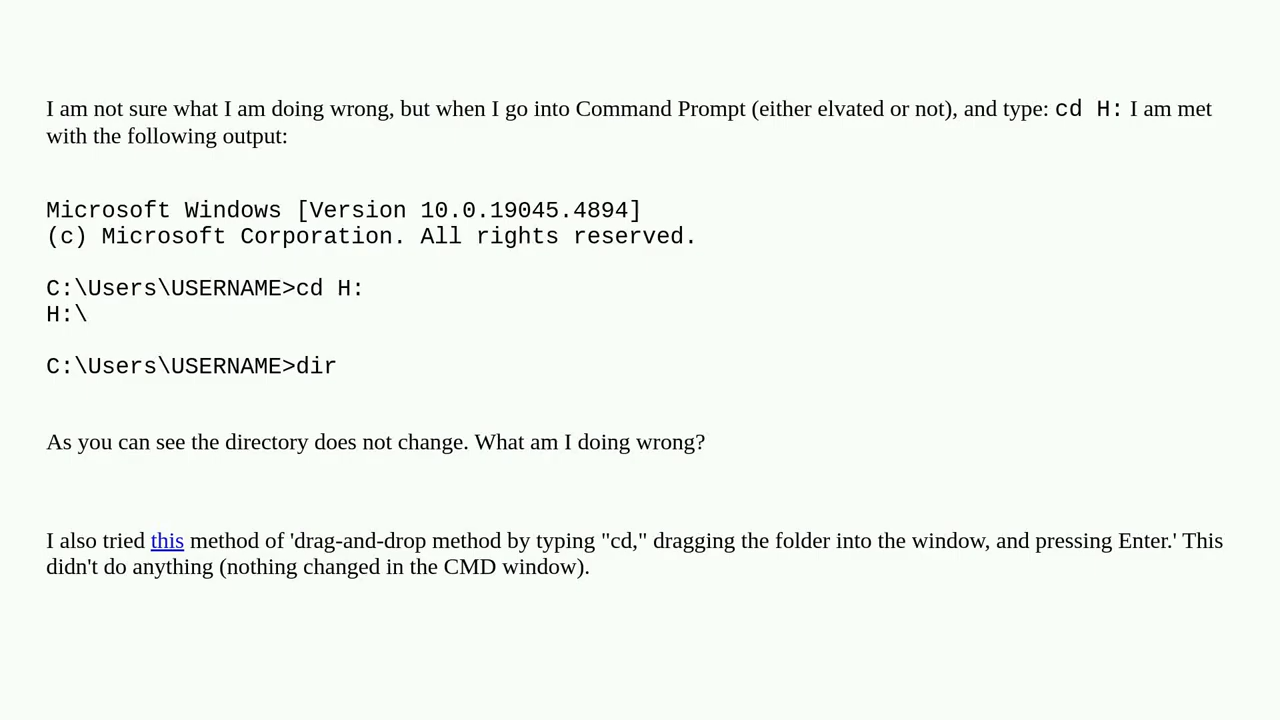 I am not sure what I am doing wrong, but when I go into Command Prompt (either elvated or not), and type: cd H: I am met
with the following output:
Microsoft Windows [Version 10.0.19045.4894]
(c) Microsoft Corporation. All rights reserved.
C:\Users\USERNAME>cd H:
H:\
C:\Users\USERNAME>dir
As you can see the directory does not change. What am I doing wrong?
I also tried this method of 'drag-and-drop method by typing "cd," dragging the folder into the window, and pressing Enter.' This
didn't do anything (nothing changed in the CMD window).